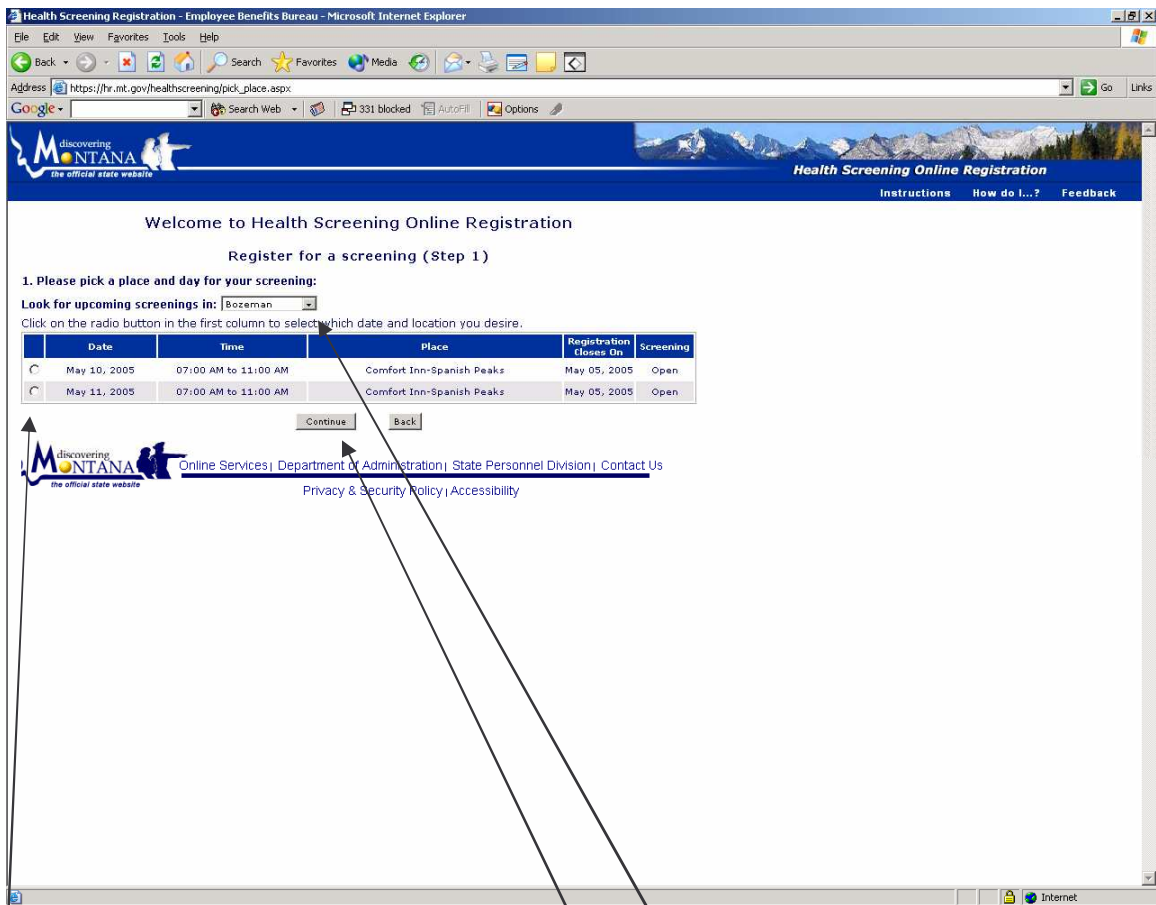 Health Screening Registration - Employee Benefits Bureau - Microsoft Internet Explorer
File Edit View Favorites Tools Help
Back Search Favorites Media
Address https://hr.mt.gov/healthscreening/pick_place.aspx Go Links
Google Search Web 331 blocked AutoFill Options
discovering
MONTANA
the official state website
Health Screening Online Registration
Instructions How do I...? Feedback
Welcome to Health Screening Online Registration
Register for a screening (Step 1)
1. Please pick a place and day for your screening:
Look for upcoming screenings in: Bozeman
Click on the radio button in the first column to select which date and location you desire.
Date Time Place Registration Closes On Screening
May 10, 2005 07:00 AM to 11:00 AM Comfort Inn-Spanish Peaks May 05, 2005 Open
May 11, 2005 07:00 AM to 11:00 AM Comfort Inn-Spanish Peaks May 05, 2005 Open
Continue Back
discovering
MONTANA
the official state website
Online Services | Department of Administration | State Personnel Division | Contact Us
Privacy & Security Policy | Accessibility
Internet